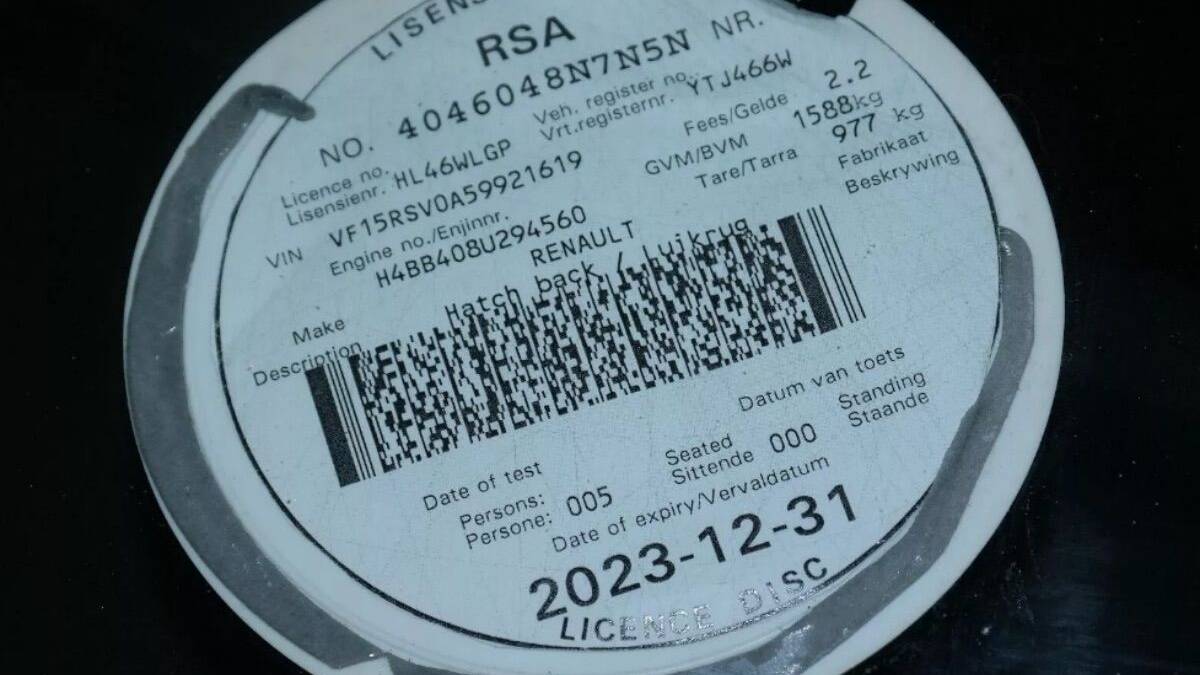 LISENS
RSA
NO. 4046048N7N5N NR.
Licence no. HL46WLGP Veh. register no. YTJ466W
Lisensienr. Vrt.registernr.
VIN VF15RSV0A59921619 Fees/Gelde 2.2
Engine no./Enjinnr. GVM/BVM 1588kg
H4BB408U294560 Tare/Tarra 977 kg
Make RENAULT Fabrikaat
Description Hatch back / Luikrug Beskrywing
Date of test Datum van toets
Persons: 005 Seated 000 Standing
Persone: Sittende Staande
Date of expiry/Vervaldatum
2023-12-31
LICENCE DISC